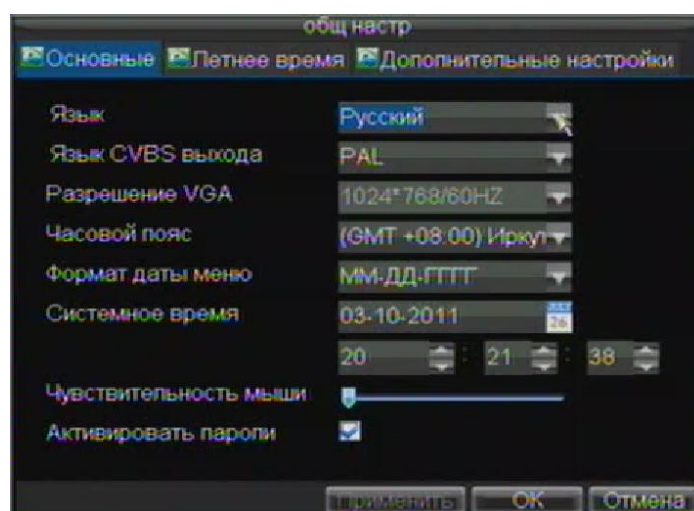 общ настр
Основные Летнее время Дополнительные настройки
Язык Русский
Язык CVBS выхода PAL
Разрешение VGA 1024*768/60HZ
Часовой пояс (GMT +08:00) Иркут
Формат даты меню ММ-ДД-ГГГГ
Системное время 03-10-2011 26
20 : 21 : 38
Чувствительность мыши
Активировать пароли
Применить OK Отмена